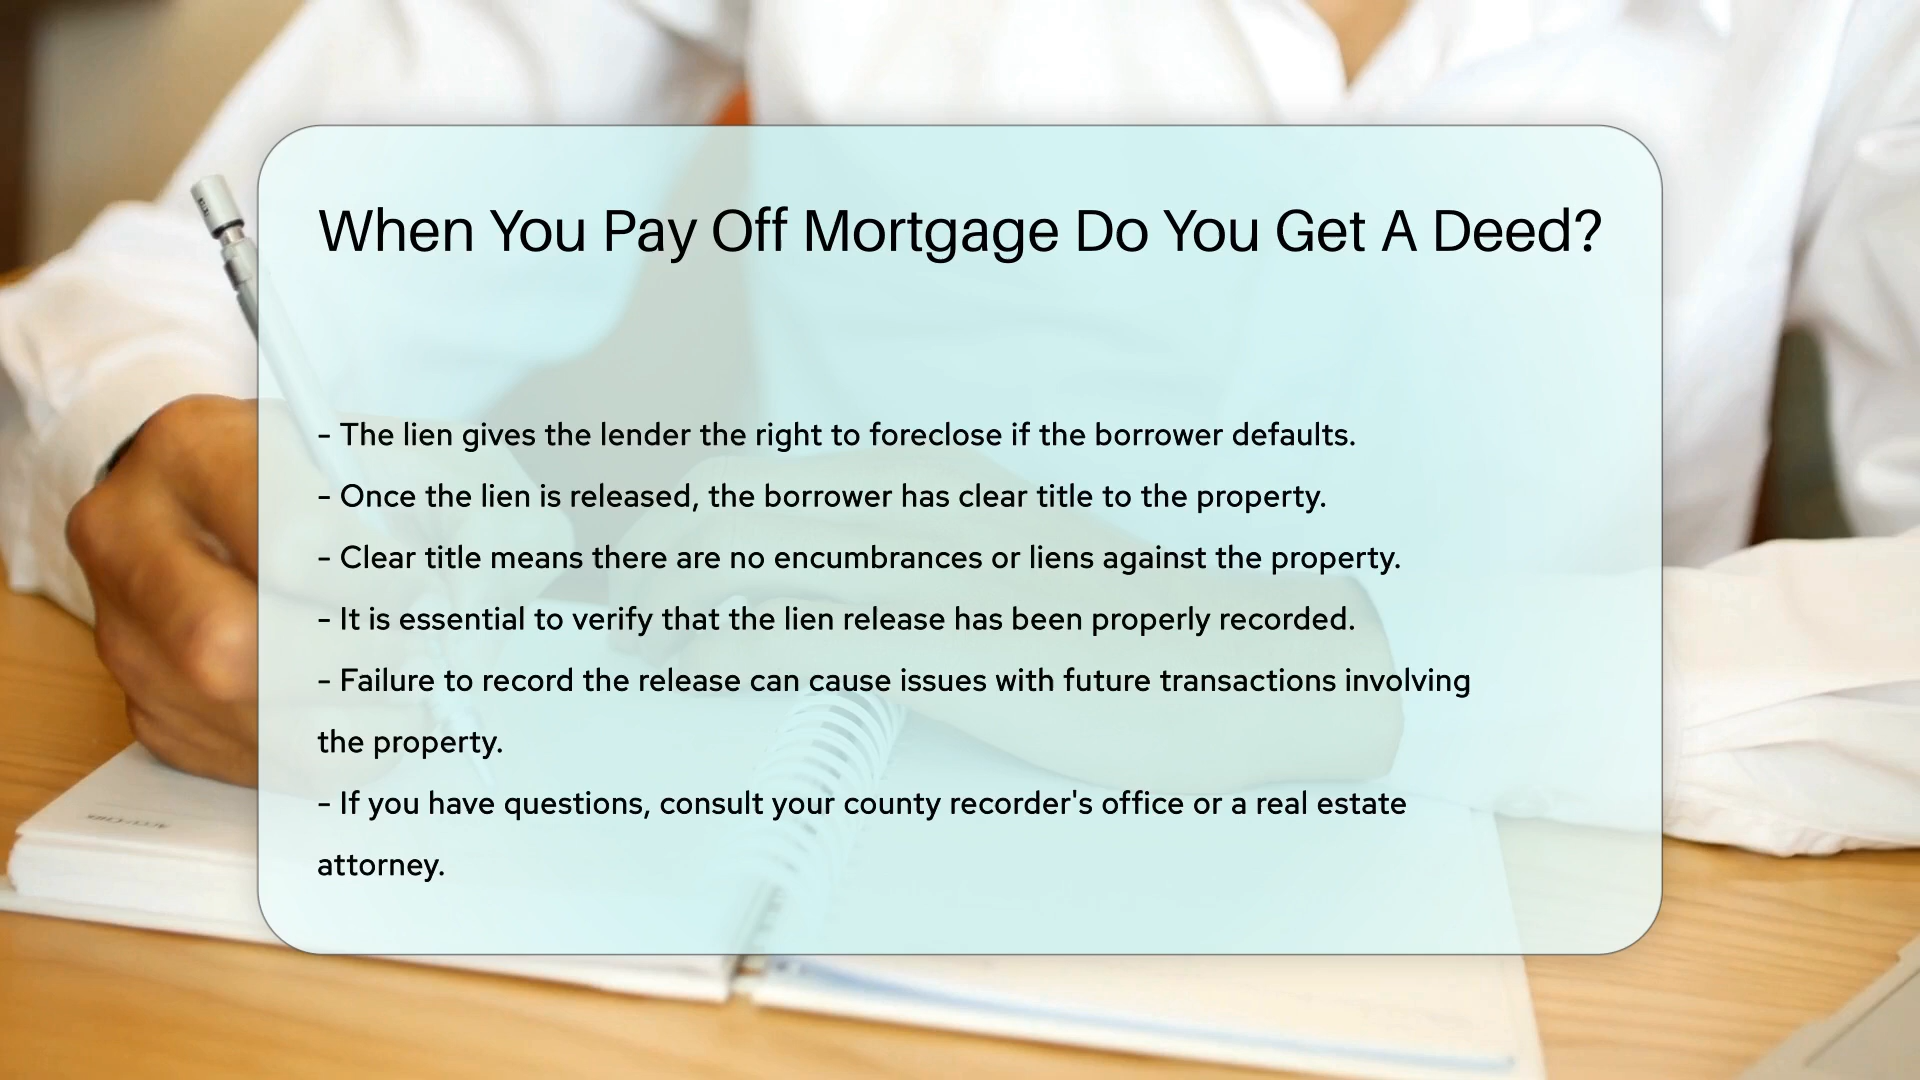 When You Pay Off Mortgage Do You Get A Deed?
- The lien gives the lender the right to foreclose if the borrower defaults.
- Once the lien is released, the borrower has clear title to the property.
- Clear title means there are no encumbrances or liens against the property.
- It is essential to verify that the lien release has been properly recorded.
- Failure to record the release can cause issues with future transactions involving
the property.
- If you have questions, consult your county recorder's office or a real estate
attorney.